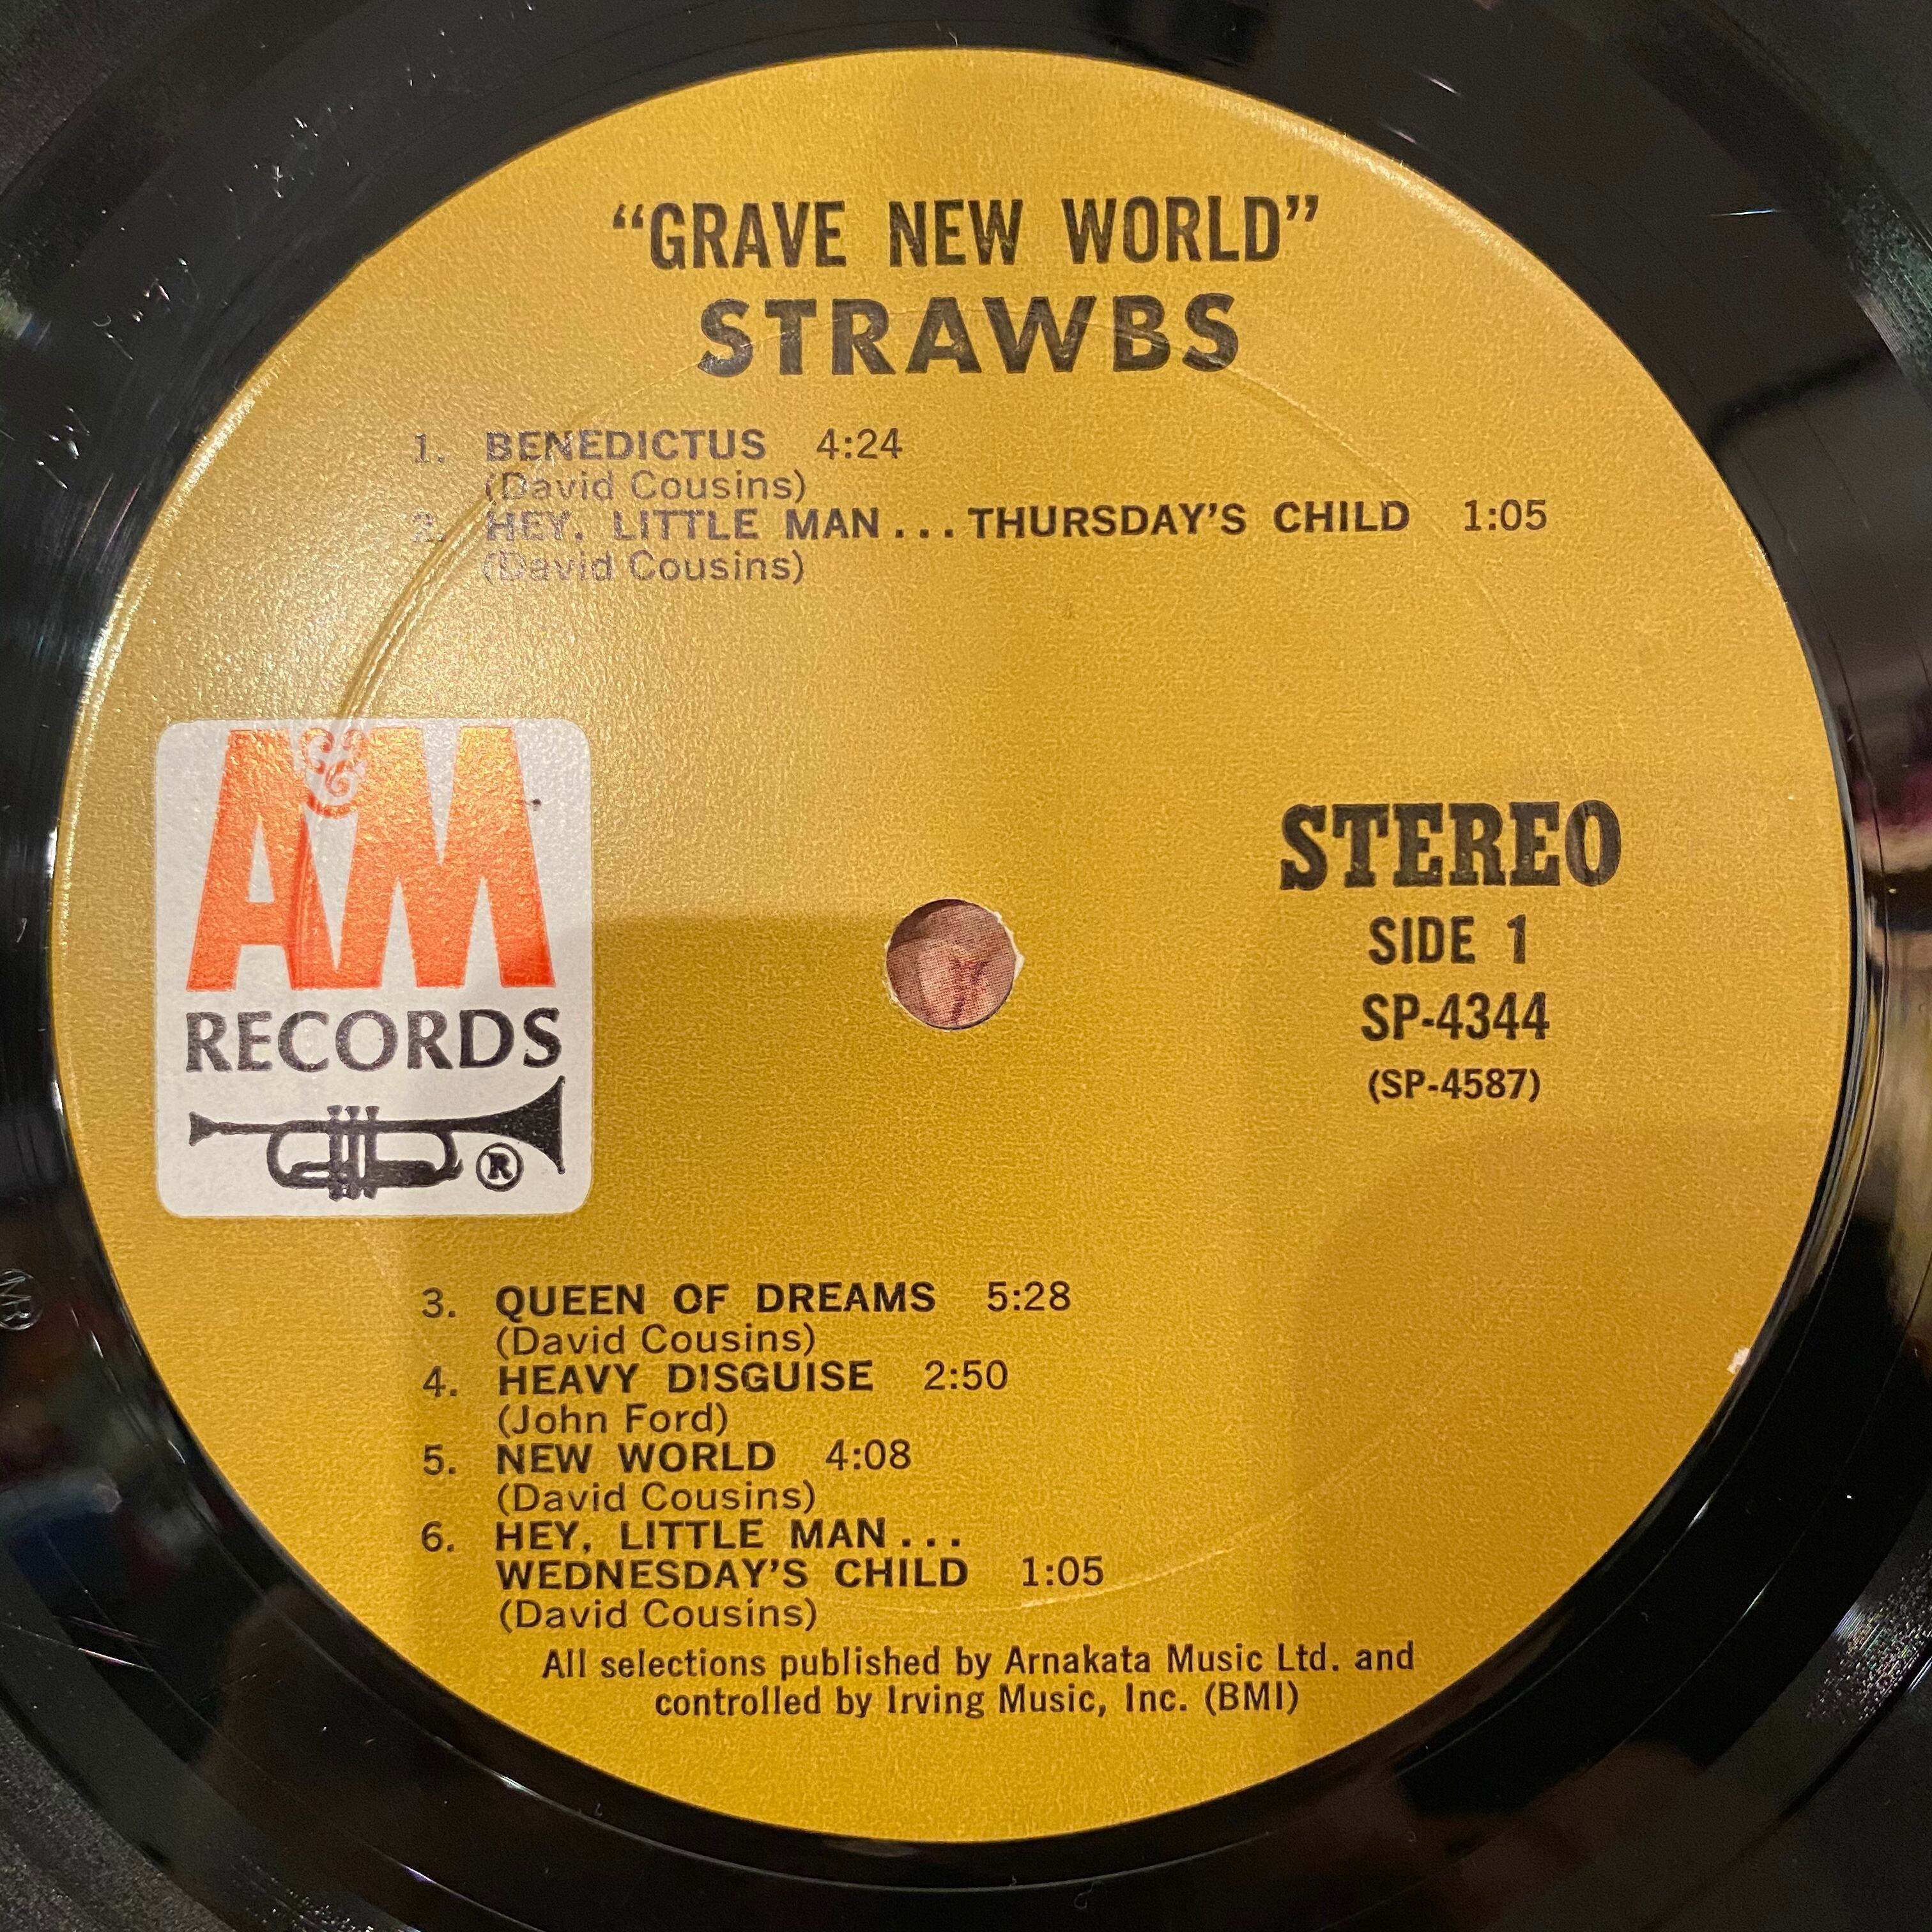 “GRAVE NEW WORLD”
STRAWBS
1. BENEDICTUS 4:24
(David Cousins)
2. HEY, LITTLE MAN...THURSDAY’S CHILD 1:05
(David Cousins)
A&M
RECORDS
®
STEREO
SIDE 1
SP-4344
(SP-4587)
3. QUEEN OF DREAMS 5:28
(David Cousins)
4. HEAVY DISGUISE 2:50
(John Ford)
5. NEW WORLD 4:08
(David Cousins)
6. HEY, LITTLE MAN...
WEDNESDAY’S CHILD 1:05
(David Cousins)
All selections published by Arnakata Music Ltd. and
controlled by Irving Music, Inc. (BMI)